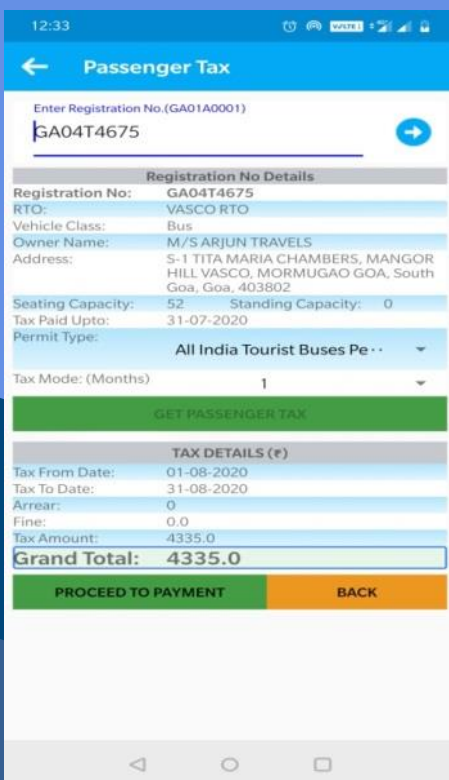 12:33
Passenger Tax
Enter Registration No.(GA01A0001)
GA04T4675
Registration No Details
Registration No: GA04T4675
RTO: VASCO RTO
Vehicle Class: Bus
Owner Name: M/S ARJUN TRAVELS
Address: S-1 TITA MARIA CHAMBERS, MANGOR
HILL VASCO, MORMUGAO GOA, South
Goa, Goa, 403802
Seating Capacity: 52 Standing Capacity: 0
Tax Paid Upto: 31-07-2020
Permit Type:
All India Tourist Buses Pe··
Tax Mode: (Months) 1
GET PASSENGER TAX
TAX DETAILS (₹)
Tax From Date: 01-08-2020
Tax To Date: 31-08-2020
Arrear: 0
Fine: 0.0
Tax Amount: 4335.0
Grand Total: 4335.0
PROCEED TO PAYMENT BACK